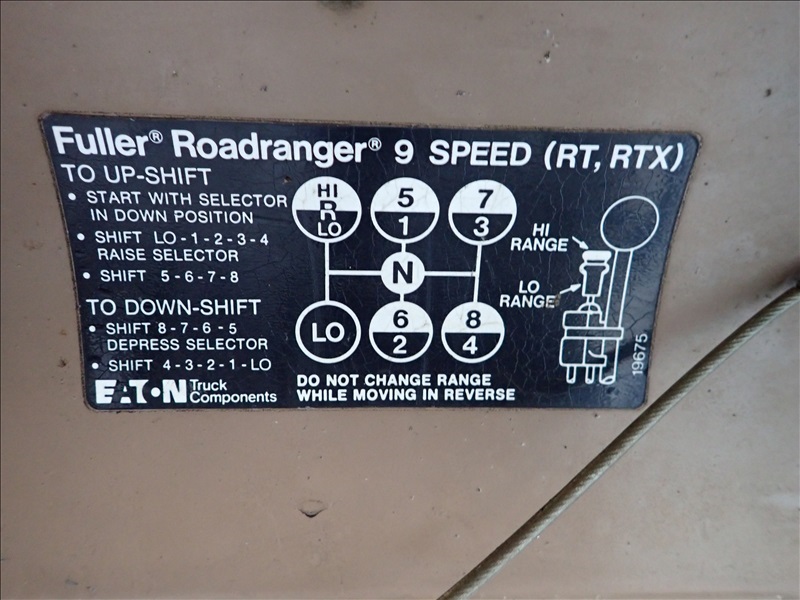 Fuller® Roadranger® 9 SPEED (RT, RTX)
TO UP-SHIFT
• START WITH SELECTOR
IN DOWN POSITION
• SHIFT LO-1-2-3-4
RAISE SELECTOR
• SHIFT 5-6-7-8
TO DOWN-SHIFT
• SHIFT 8-7-6-5
DEPRESS SELECTOR
• SHIFT 4-3-2-1-LO
EATON Truck
Components
HI
R
LO
5
1
7
3
N
LO
6
2
8
4
DO NOT CHANGE RANGE
WHILE MOVING IN REVERSE
HI
RANGE
LO
RANGE
19675